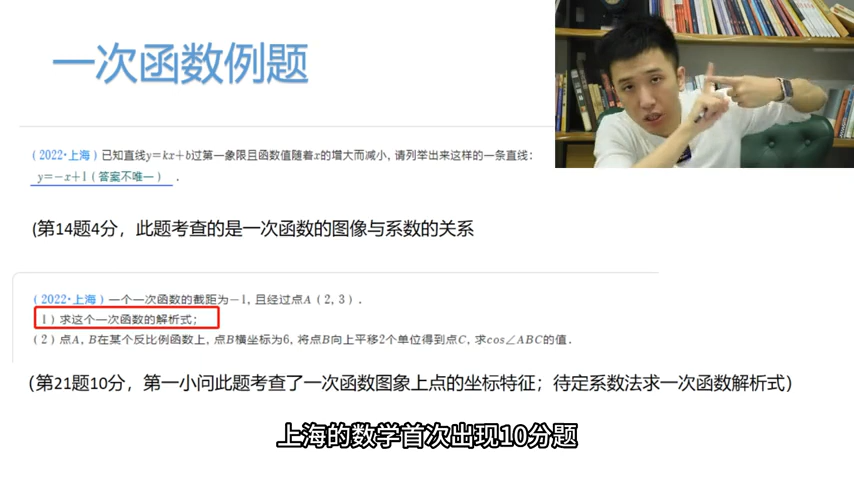 一次函数例题
(2022·上海)已知直线y=kx+b过第一象限且函数值随着x的增大而减小,请列举出来这样的一条直线:
y=-x+1(答案不唯一).
(第14题4分，此题考查的是一次函数的图像与系数的关系
(2022·上海)一个一次函数的截距为-1,且经过点A(2,3).
1)求这个一次函数的解析式;
(2)点A,B在某个反比例函数上,点B横坐标为6,将点B向上平移2个单位得到点C,求cos∠ABC的值.
(第21题10分，第一小问此题考查了一次函数图象上点的坐标特征；待定系数法求一次函数解析式)
上海的数学首次出现10分题